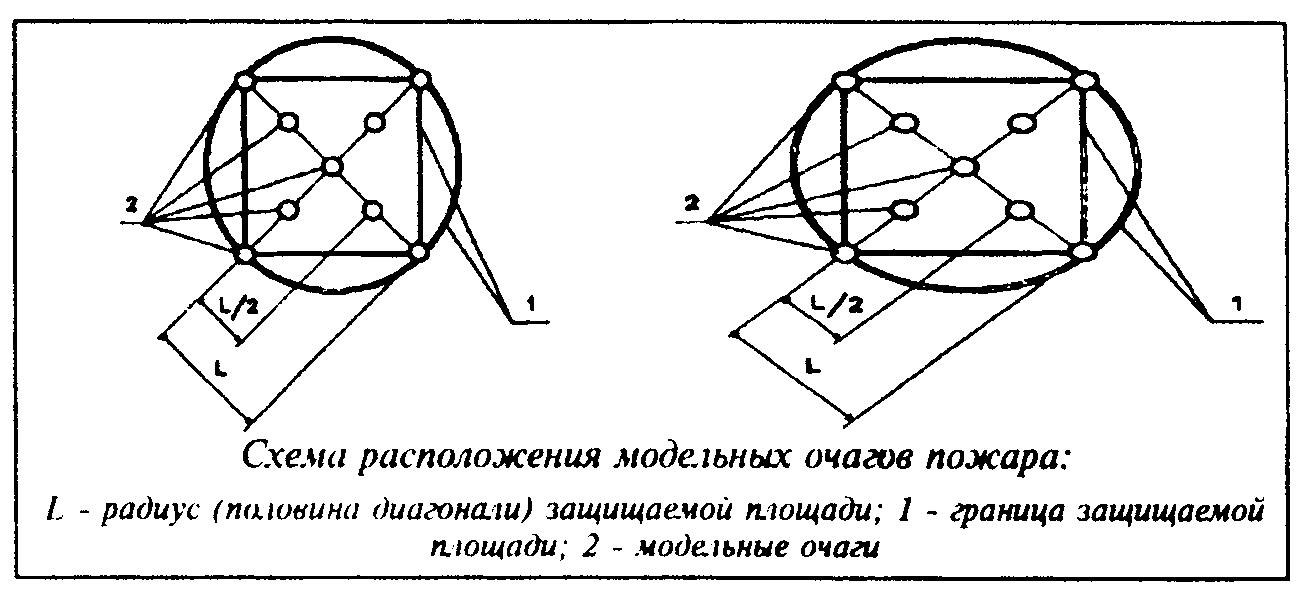 2
1
L/2
L
2
1
L/2
L
Схема расположения модельных очагов пожара:
L - радиус (половина диагонали) защищаемой площади; 1 - граница защищаемой
площади; 2 - модельные очаги